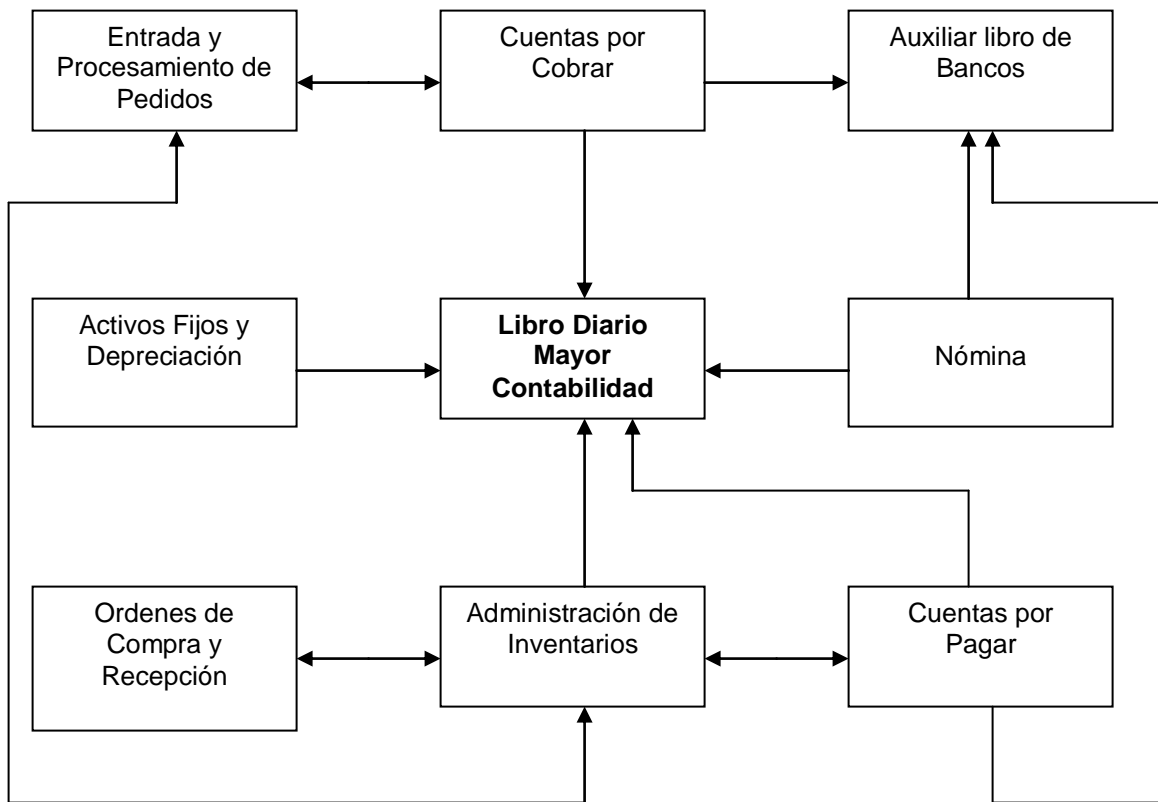 Entrada y
Procesamiento de
Pedidos
Cuentas por
Cobrar
Auxiliar libro de
Bancos
Activos Fijos y
Depreciación
Libro Diario
Mayor
Contabilidad
Nómina
Ordenes de
Compra y
Recepción
Administración de
Inventarios
Cuentas por
Pagar